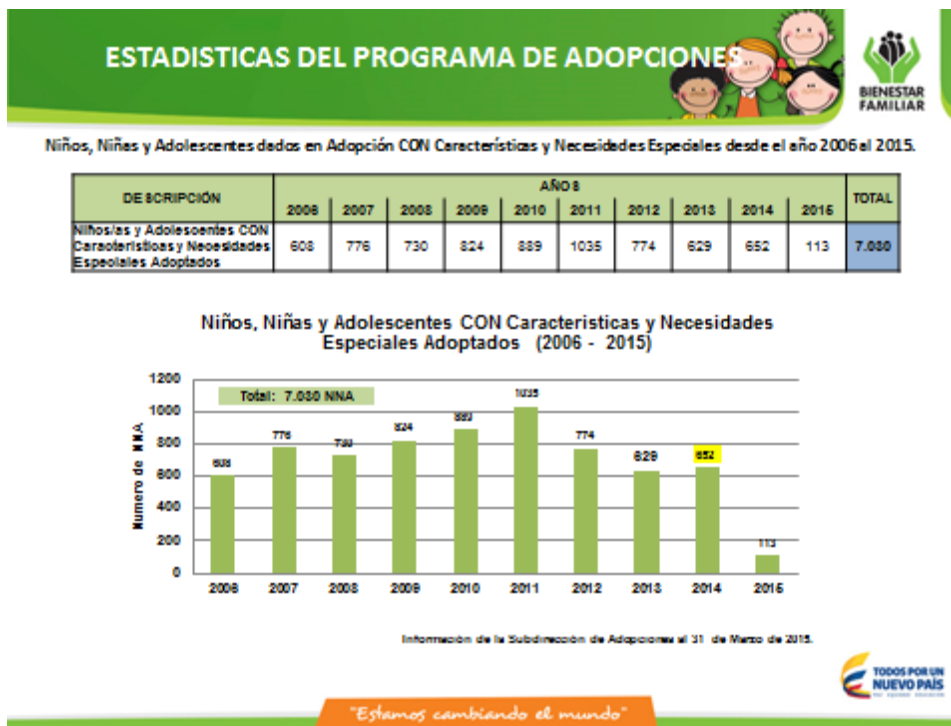 ESTADISTICAS DEL PROGRAMA DE ADOPCIONES
BIENESTAR
FAMILIAR
Niños, Niñas y Adolescentes dados en Adopción CON Características y Necesidades Especiales desde el año 2006 al 2015.
DESCRIPCIÓN
AÑOS
TOTAL
2006 2007 2008 2009 2010 2011 2012 2013 2014 2015
Niños/as y Adolescentes CON
Características y Necesidades
Especiales Adoptados
608 776 730 824 889 1035 774 629 652 113 7.030
Niños, Niñas y Adolescentes CON Caracteristicas y Necesidades
Especiales Adoptados (2006 - 2015)
Total: 7.030 NNA
Numero de NNA
1200
1000
800
600
400
200
0
608
776
730
824
889
1035
774
629
652
113
2006 2007 2008 2009 2010 2011 2012 2013 2014 2015
Información de la Subdirección de Adopciones al 31 de Marzo de 2015.
TODOS POR UN
NUEVO PAÍS
"Estamos cambiando el mundo"